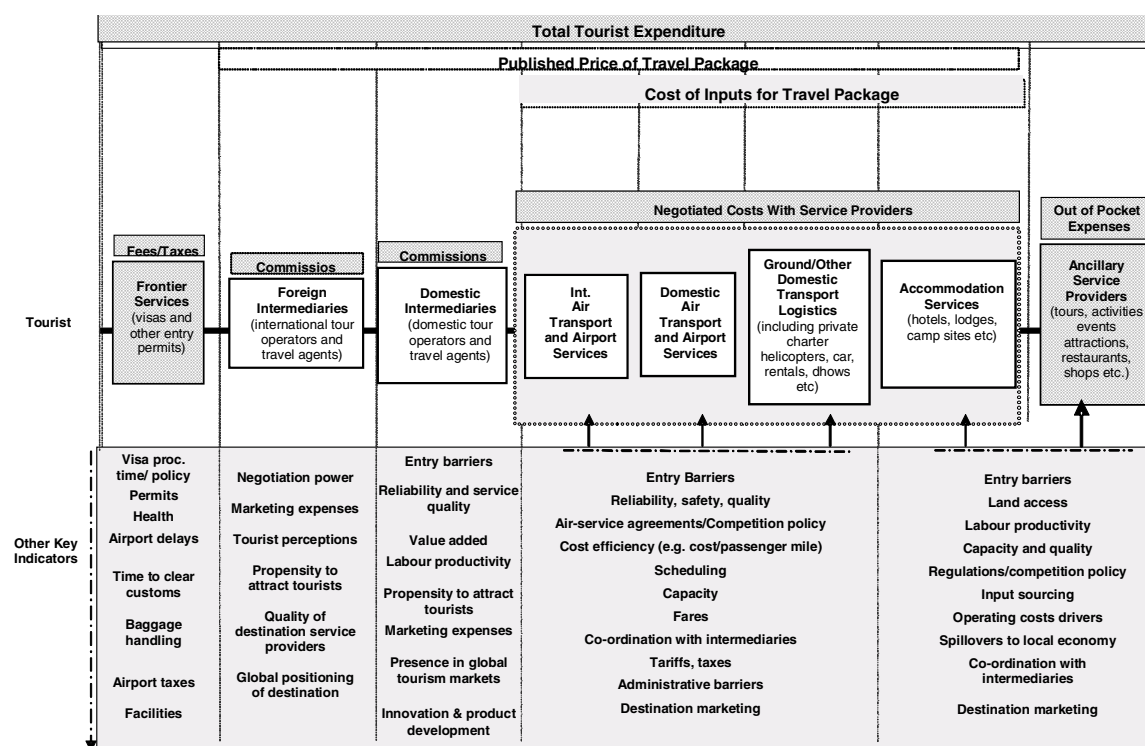 Total Tourist Expenditure
Published Price of Travel Package
Cost of Inputs for Travel Package
Negotiated Costs With Service Providers
Out of Pocket
Expenses
Fees/Taxes
Commissios
Commissions
Tourist
Frontier
Services
(visas and
other entry
permits)
Foreign
Intermediaries
(international tour
operators and
travel agents)
Domestic
Intermediaries
(domestic tour
operators and
travel agents)
Int.
Air
Transport
and Airport
Services
Domestic
Air
Transport
and Airport
Services
Ground/Other
Domestic
Transport
Logistics
(including private
charter
helicopters, car,
rentals, dhows
etc)
Accommodation
Services
(hotels, lodges,
camp sites etc)
Ancillary
Service
Providers
(tours, activities
events
attractions,
restaurants,
shops etc.)
Other Key
Indicators
Visa proc.
time/ policy
Permits
Health
Airport delays
Time to clear
customs
Baggage
handling
Airport taxes
Facilities
Negotiation power
Marketing expenses
Tourist perceptions
Propensity to
attract tourists
Quality of
destination service
providers
Global positioning
of destination
Entry barriers
Reliability and service
quality
Value added
Labour productivity
Propensity to attract
tourists
Marketing expenses
Presence in global
tourism markets
Innovation & product
development
Entry Barriers
Reliability, safety, quality
Air-service agreements/Competition policy
Cost efficiency (e.g. cost/passenger mile)
Scheduling
Capacity
Fares
Co-ordination with intermediaries
Tariffs, taxes
Administrative barriers
Destination marketing
Entry barriers
Land access
Labour productivity
Capacity and quality
Regulations/competition policy
Input sourcing
Operating costs drivers
Spillovers to local economy
Co-ordination with
intermediaries
Destination marketing